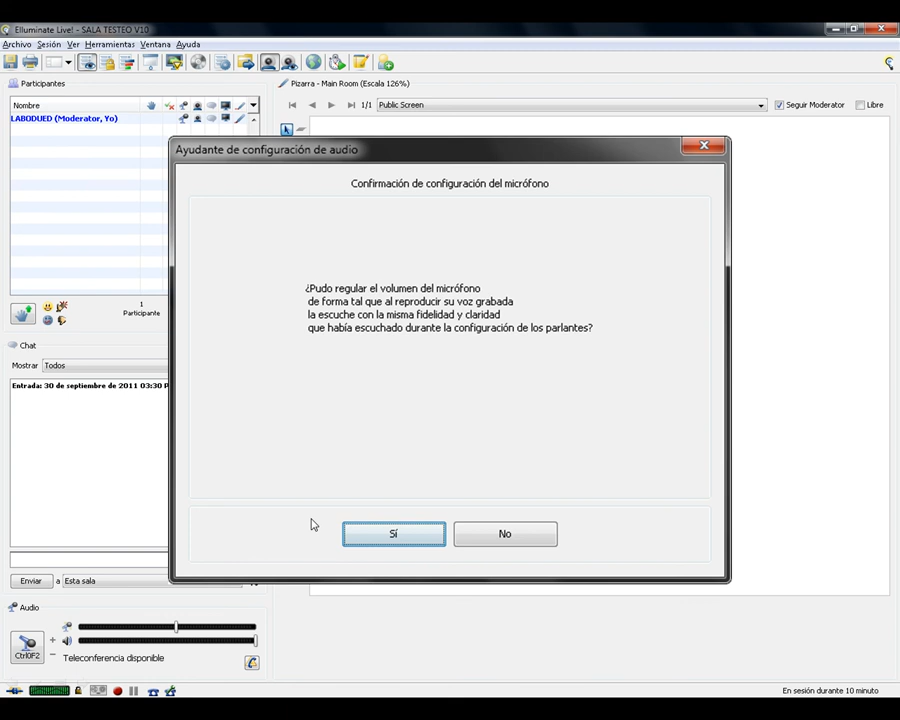 Elluminate Live! - SALA TESTEO V10
Archivo Sesión Ver Herramientas Ventana Ayuda
Participantes
Nombre
LABODUED (Moderator, Yo)
1
Participante
Chat
Mostrar Todos
Entrada: 30 de septiembre de 2011 03:30 P
Enviar a Esta sala
Audio
Ctrl0F2
Teleconferencia disponible
Pizarra - Main Room (Escala 126%)
1/1 Public Screen Seguir Moderator Libre
Ayudante de configuración de audio
Confirmación de configuración del micrófono
¿Pudo regular el volumen del micrófono
de forma tal que al reproducir su voz grabada
la escuche con la misma fidelidad y claridad
que había escuchado durante la configuración de los parlantes?
Sí
No
En sesión durante 10 minuto